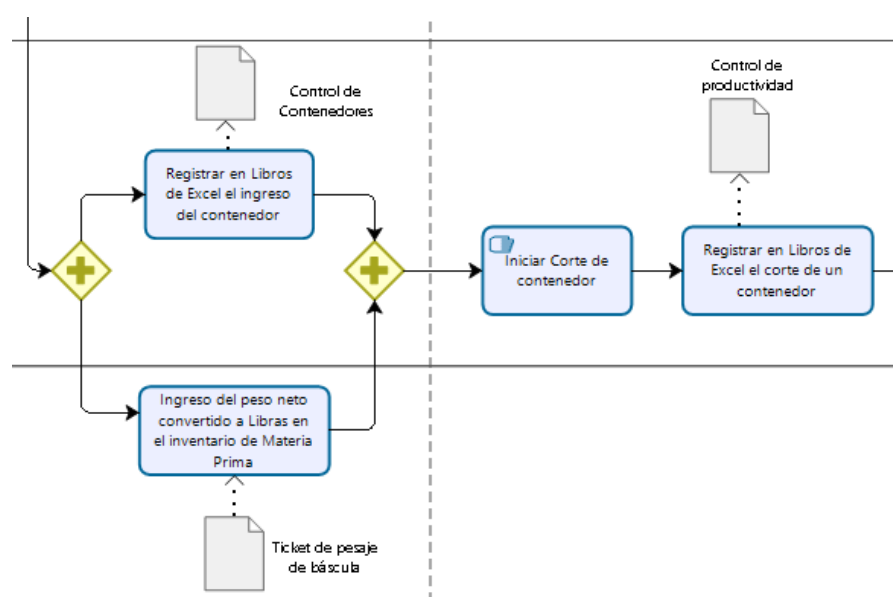 Control de
Contenedores
Registrar en Libros
de Excel el ingreso
del contenedor
Control de
productividad
Iniciar Corte de
contenedor
Registrar en Libros de
Excel el corte de un
contenedor
Ingreso del peso neto
convertido a Libras en
el inventario de Materia
Prima
Ticket de pesaje
de báscula